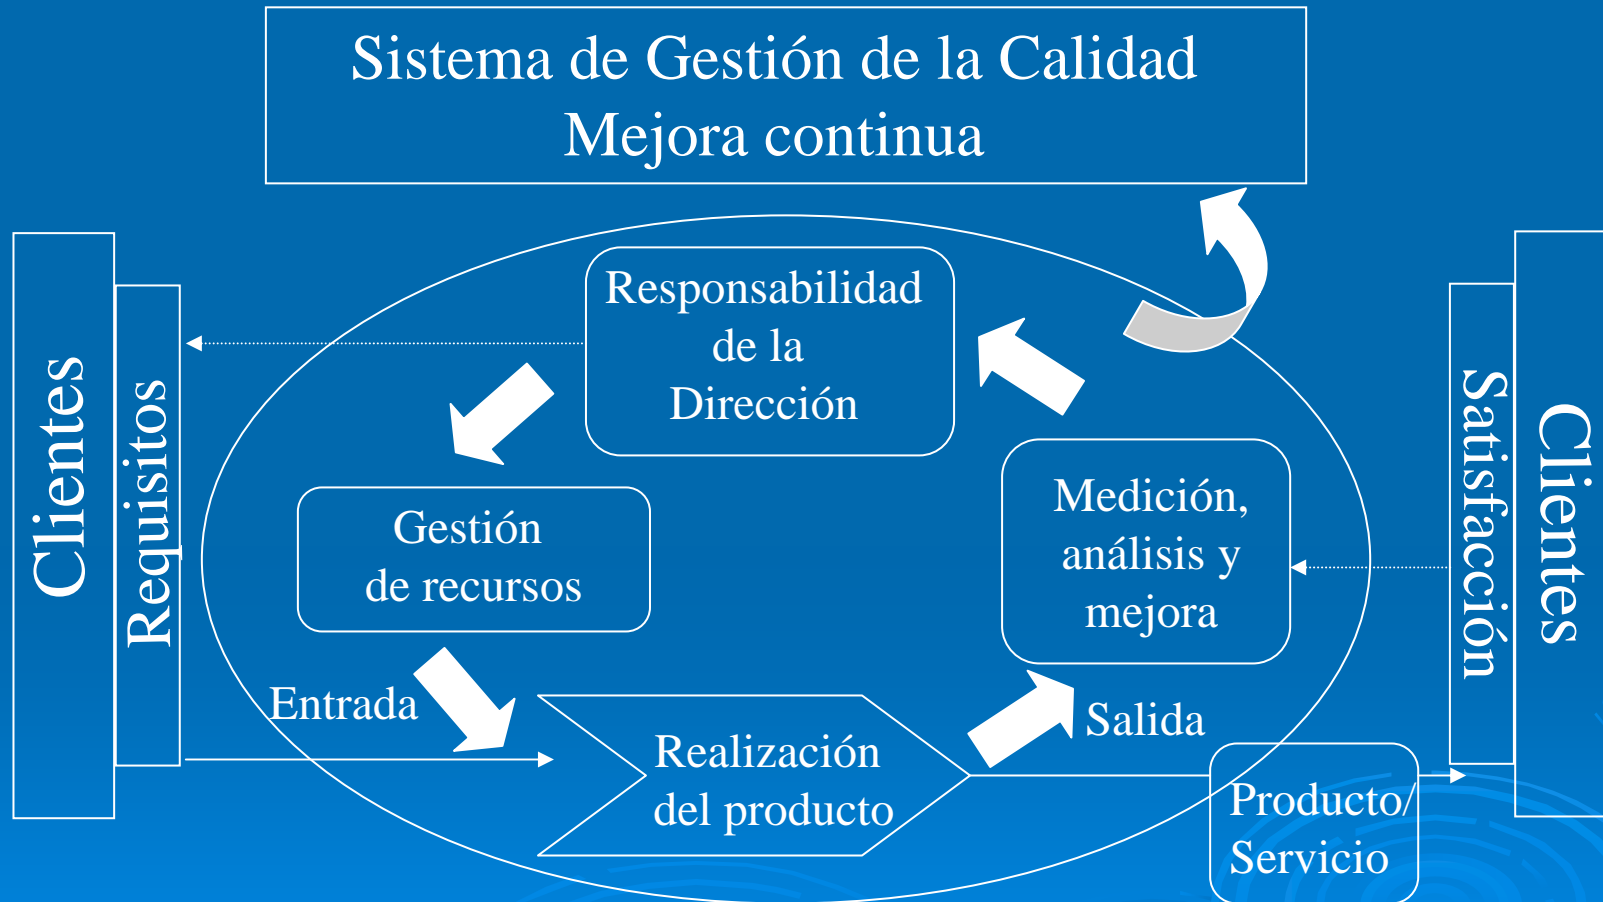 Sistema de Gestión de la Calidad
Mejora continua
Clientes
Requisitos
Responsabilidad
de la
Dirección
Gestión
de recursos
Medición,
análisis y
mejora
Satisfacción
Clientes
Entrada
Realización
del producto
Salida
Producto/
Servicio